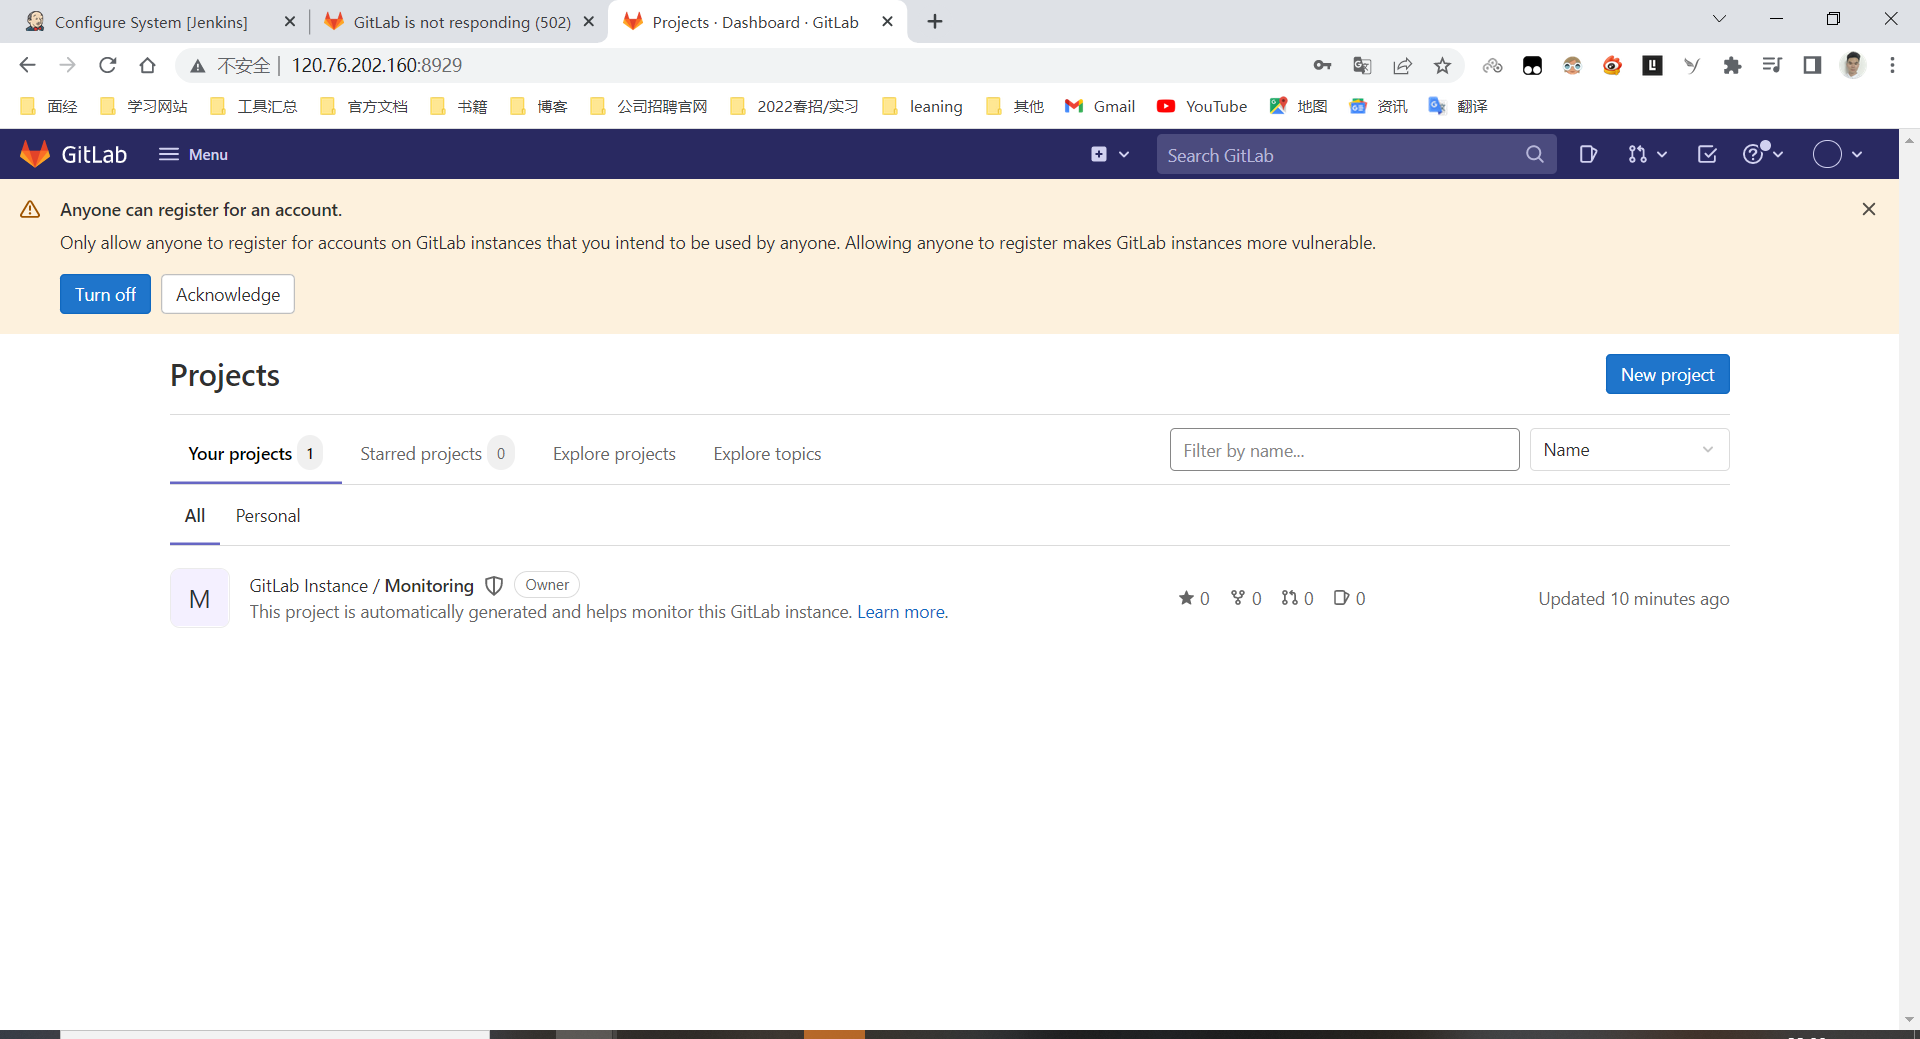 Configure System [Jenkins]
GitLab is not responding (502)
Projects · Dashboard · GitLab
不安全 | 120.76.202.160:8929
面经 学习网站 工具汇总 官方文档 书籍 博客 公司招聘官网 2022春招/实习 leaning 其他 Gmail YouTube 地图 资讯 翻译
GitLab Menu Search GitLab
Anyone can register for an account.
Only allow anyone to register for accounts on GitLab instances that you intend to be used by anyone. Allowing anyone to register makes GitLab instances more vulnerable.
Turn off Acknowledge
Projects New project
Your projects 1 Starred projects 0 Explore projects Explore topics Filter by name... Name
All Personal
M
GitLab Instance / Monitoring Owner
This project is automatically generated and helps monitor this GitLab instance. Learn more.
0 0 0 0 Updated 10 minutes ago